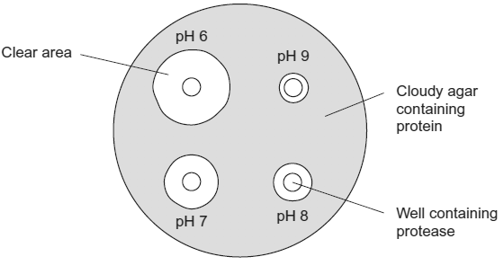 pH 6
Clear area
pH 9
Cloudy agar
containing
protein
pH 7
pH 8
Well containing
protease